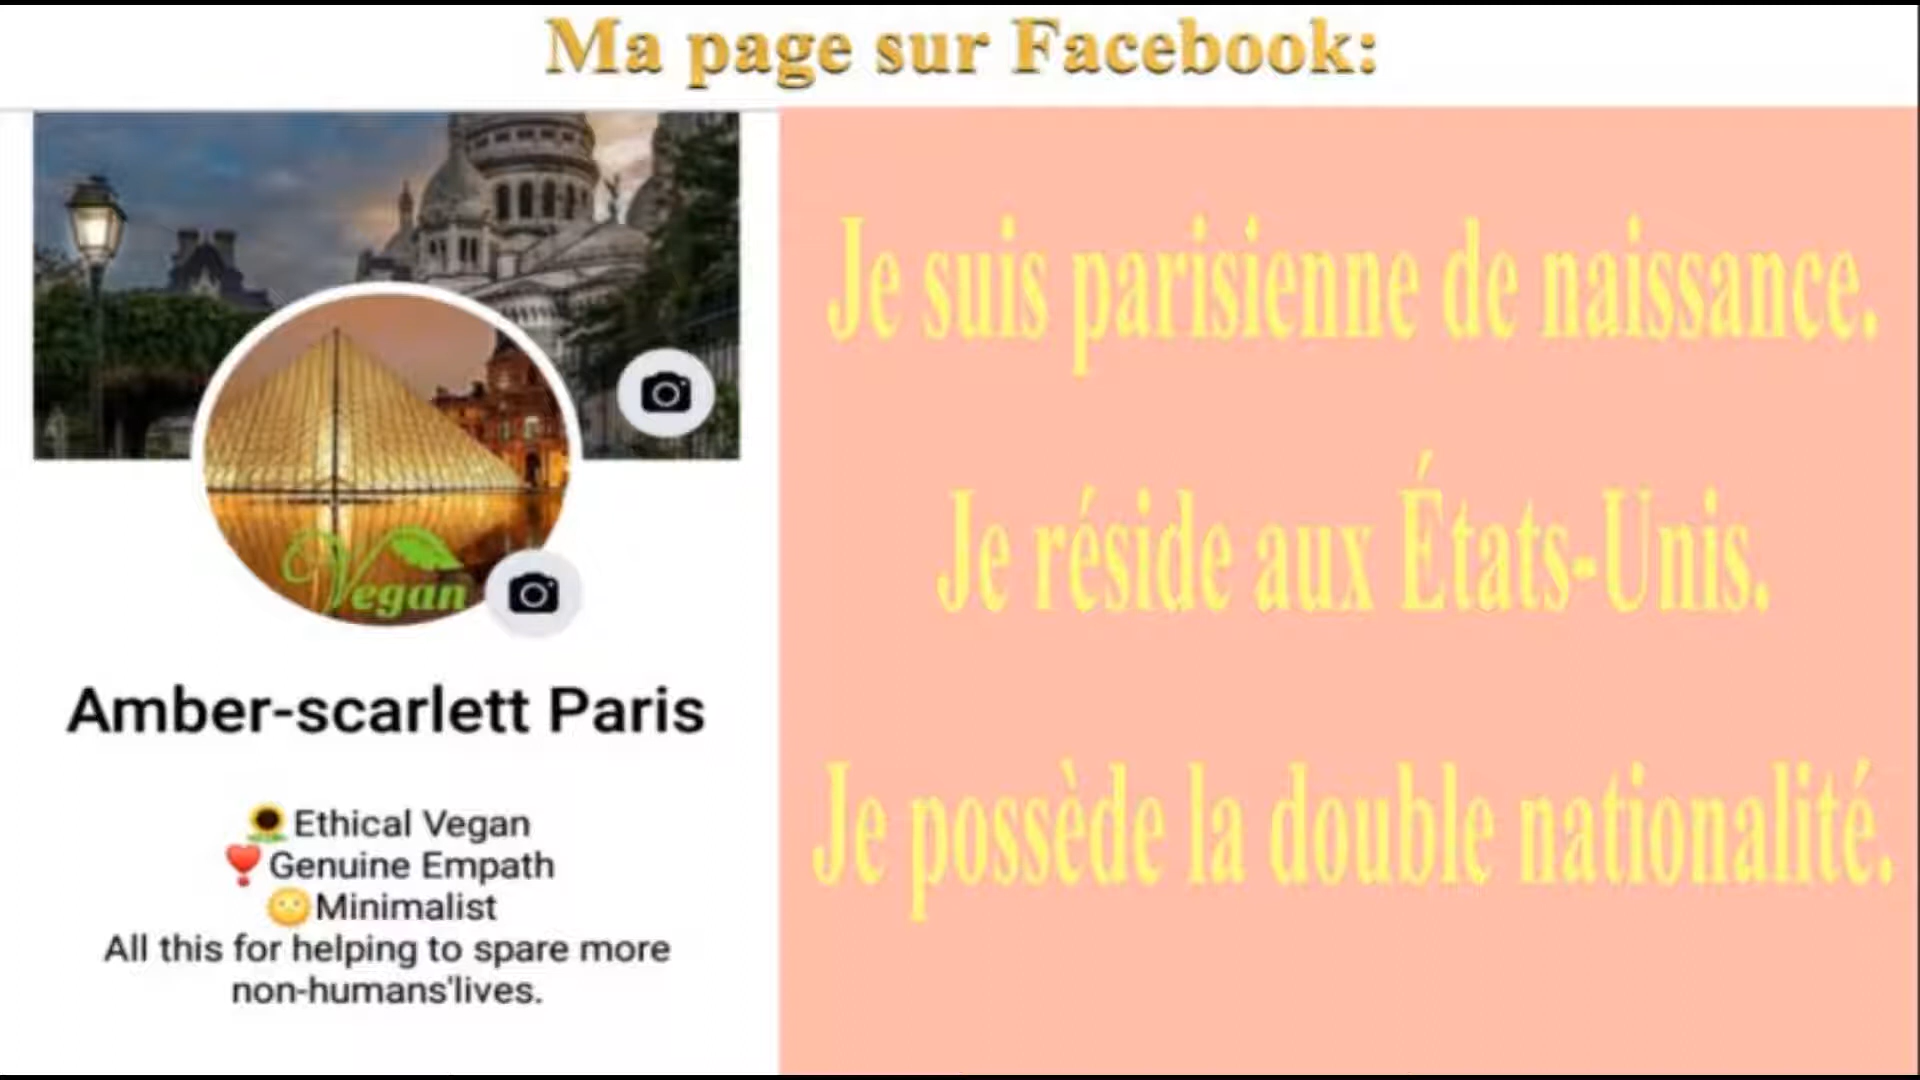 Ma page sur Facebook:
Vegan
Amber-scarlett Paris
🌻Ethical Vegan
❣️Genuine Empath
😶Minimalist
All this for helping to spare more
non-humans'lives.
Je suis parisienne de naissance.
Je réside aux États-Unis.
Je possède la double nationalité.